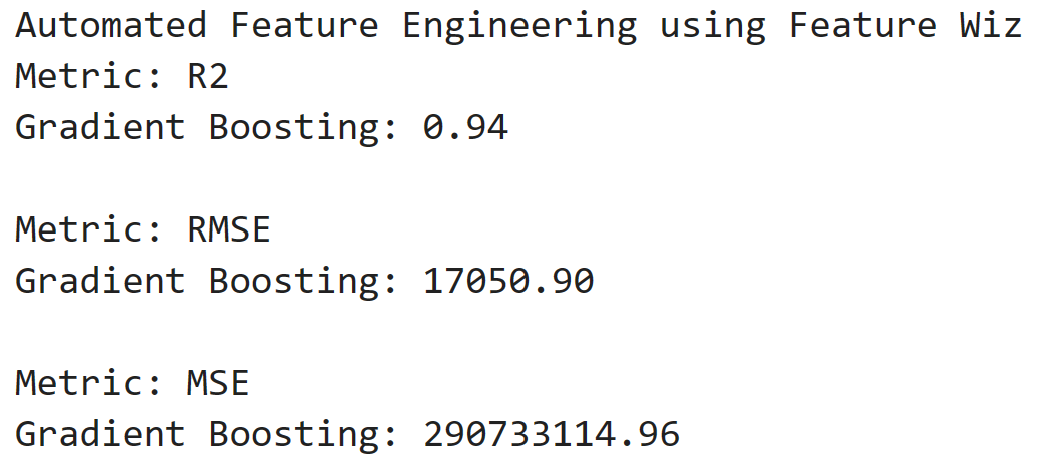 Automated Feature Engineering using Feature Wiz
Metric: R2
Gradient Boosting: 0.94
Metric: RMSE
Gradient Boosting: 17050.90
Metric: MSE
Gradient Boosting: 290733114.96